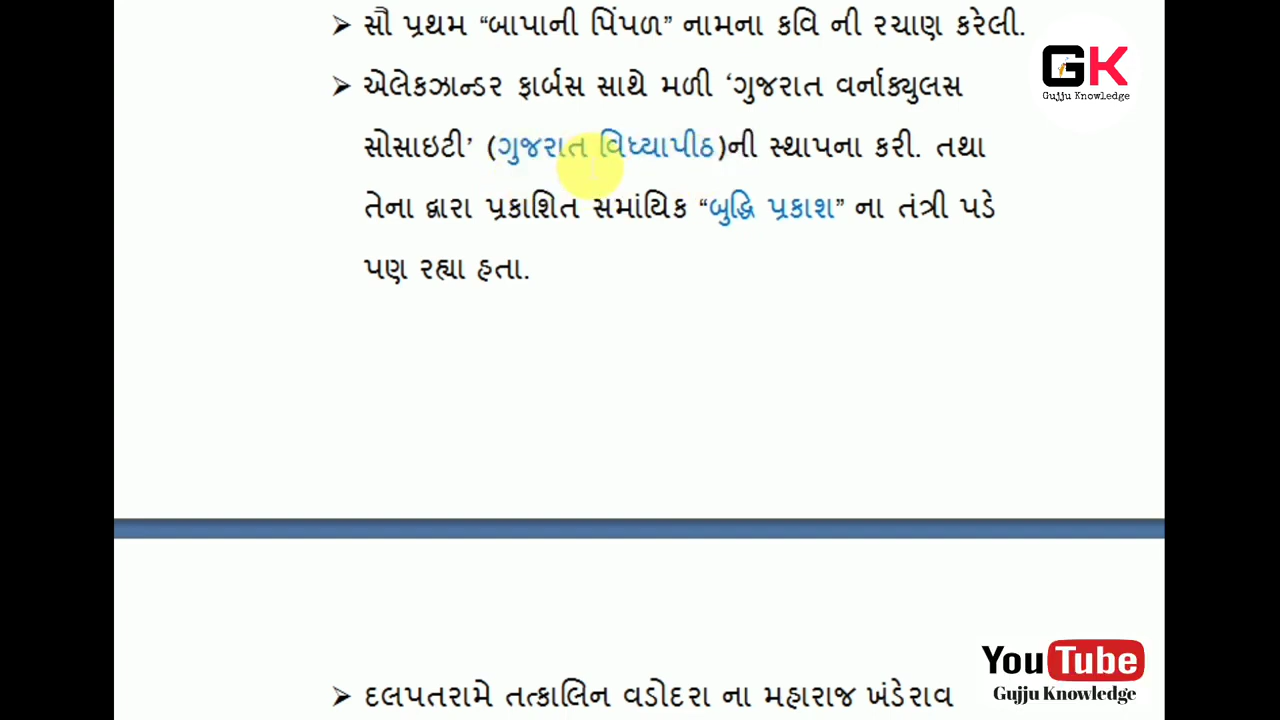 ➢ સૌ પ્રથમ “બાપાની પિંપળ” નામના કવિ ની રચાણ કરેલી.
GK
Gujju Knowledge
➢ એલેકઝાન્ડર ફાર્બસ સાથે મળી ‘ગુજરાત વર્નાક્યુલસ
સોસાઇટી’ (ગુજરાત વિધ્યાપીઠ)ની સ્થાપના કરી. તથા
તેના દ્વારા પ્રકાશિત સમાંયિક “બુદ્ધિ પ્રકાશ” ના તંત્રી પડે
પણ રહ્યા હતા.
YouTube
Gujju Knowledge
➢ દલપતરામે તત્કાલિન વડોદરા ના મહારાજ ખંડેરાવ